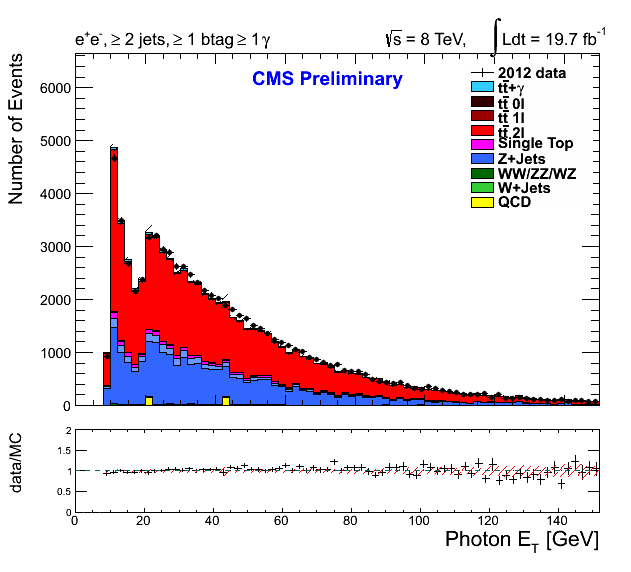 e⁺e⁻, ≥ 2 jets, ≥ 1 btag ≥ 1 γ √s = 8 TeV, ∫ Ldt = 19.7 fb⁻¹
CMS Preliminary
2012 data
tt̄+γ
tt̄ 0l
tt̄ 1l
tt̄ 2l
Single Top
Z+Jets
WW/ZZ/WZ
W+Jets
QCD
Number of Events
6000
5000
4000
3000
2000
1000
0
data/MC
2
1.5
1
0.5
0
0 20 40 60 80 100 120 140
Photon E_T [GeV]